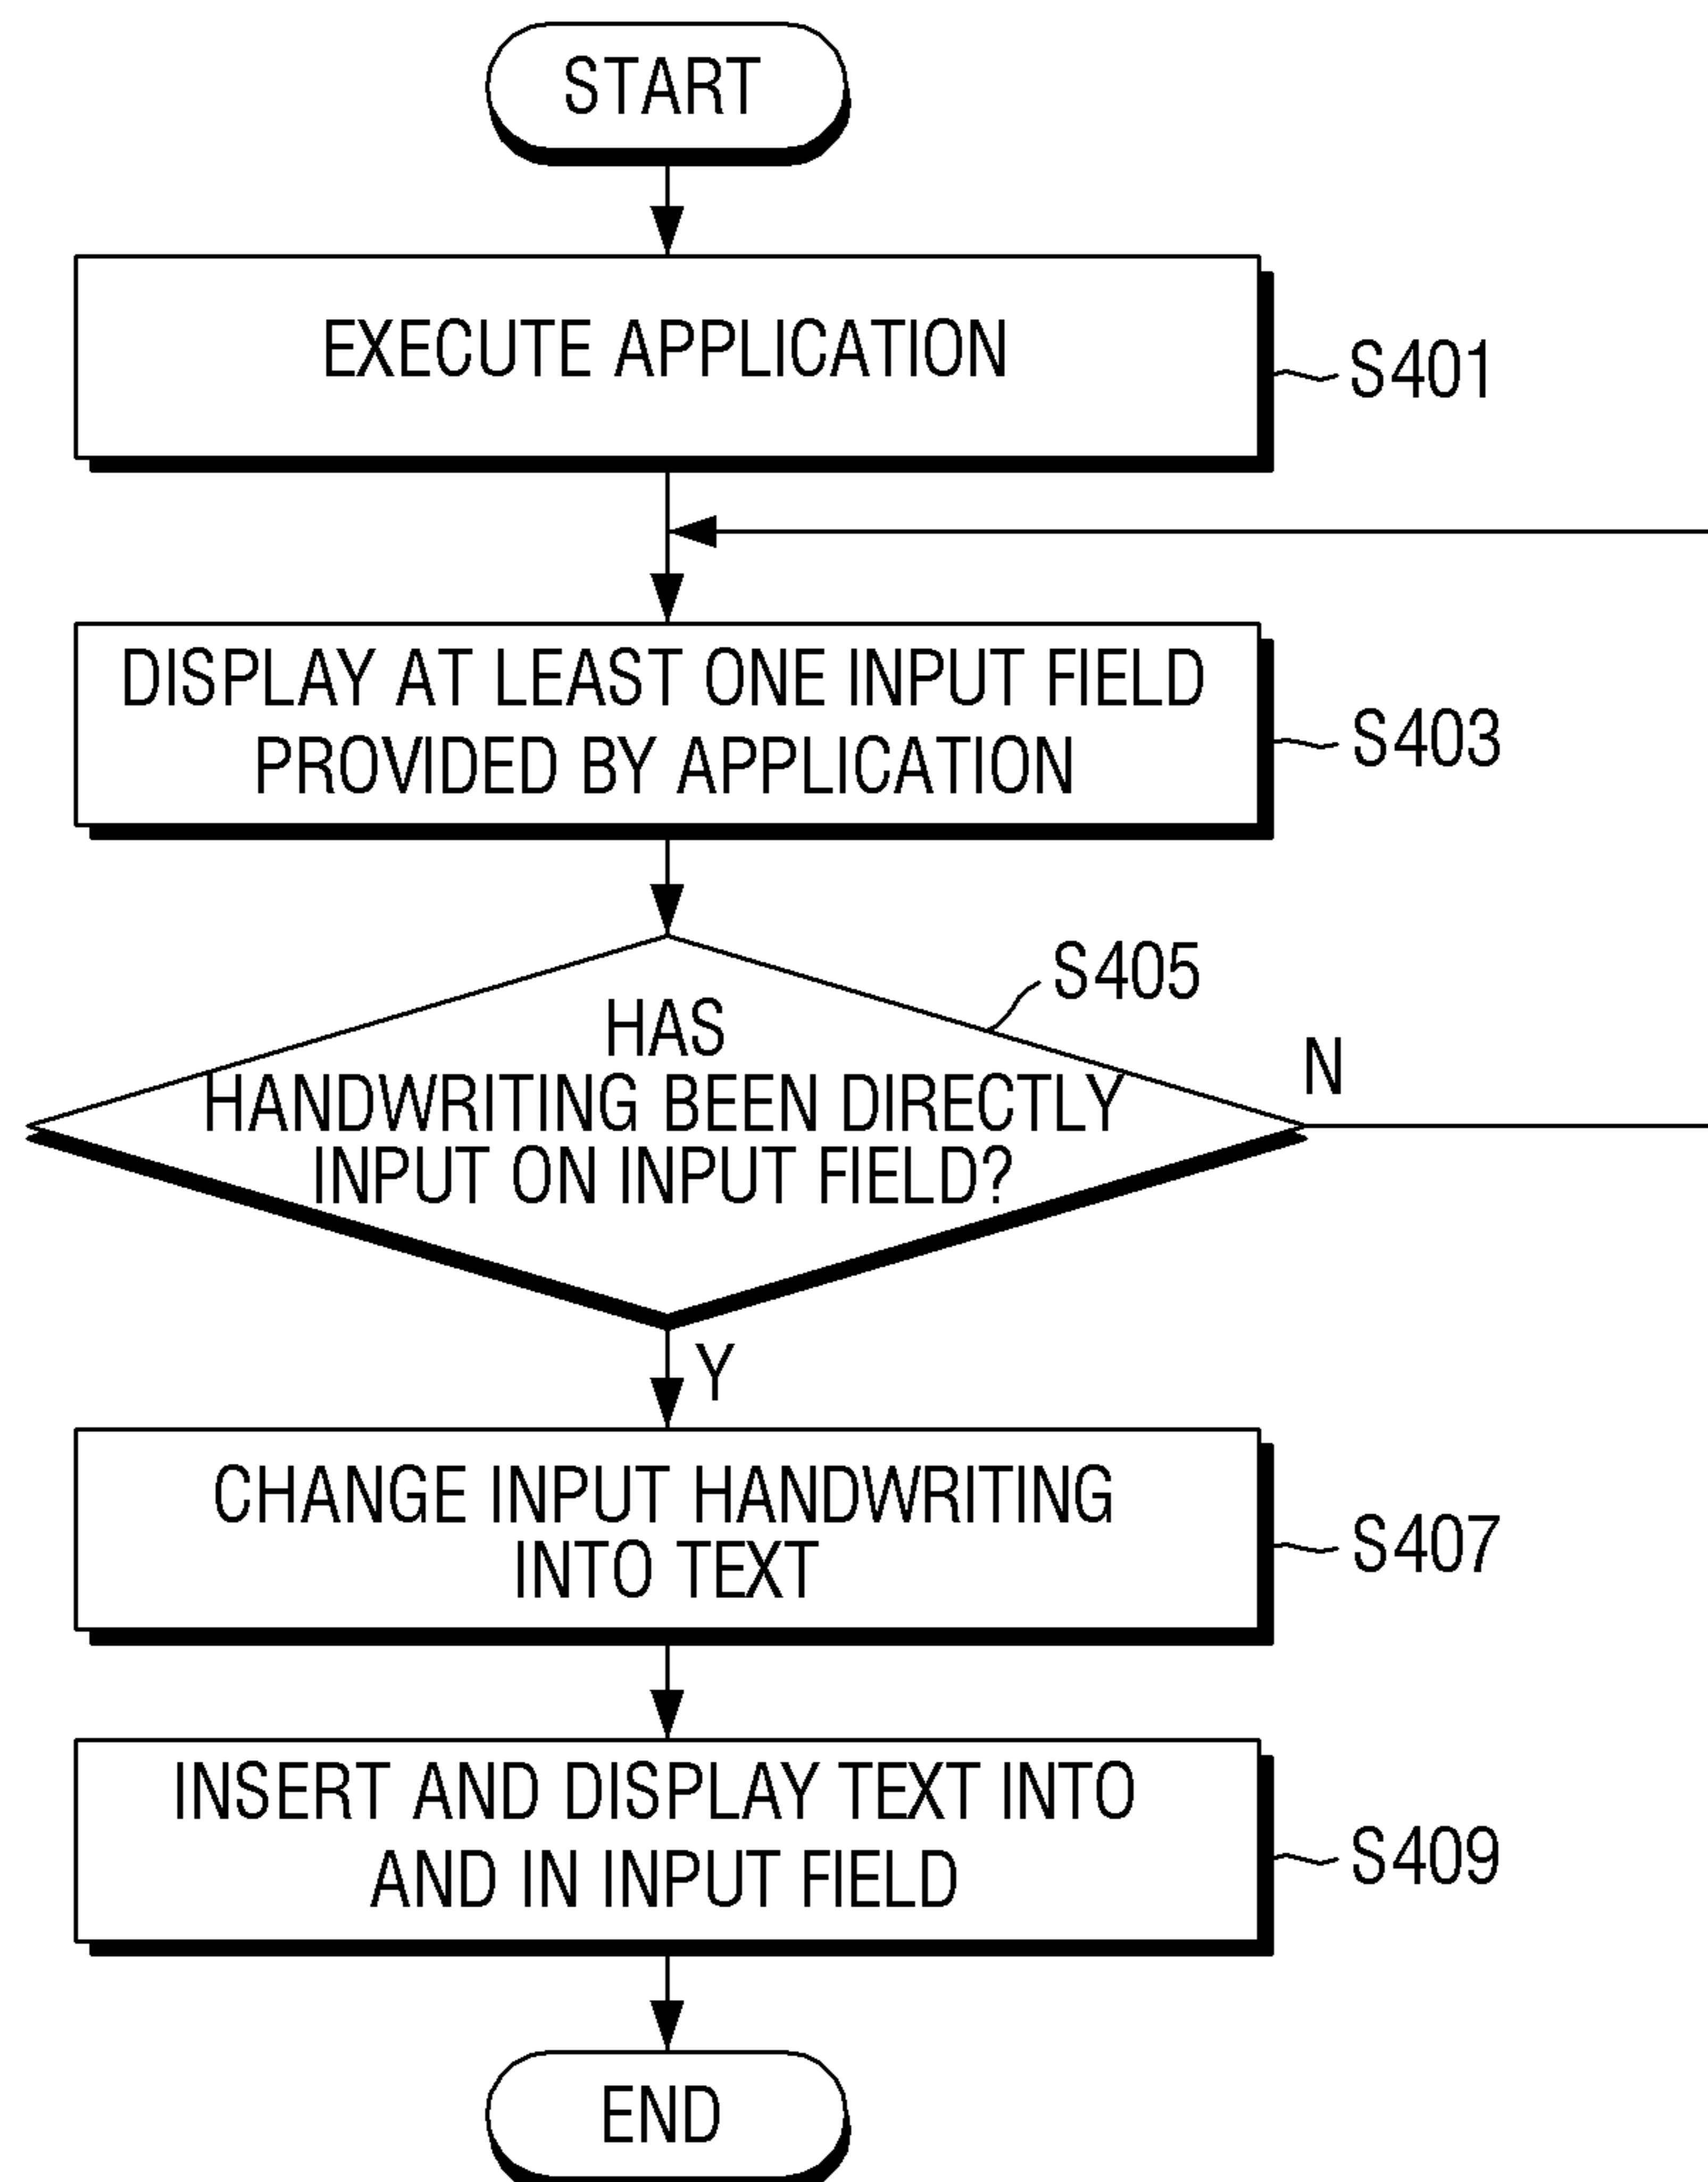 START
EXECUTE APPLICATION
S401
DISPLAY AT LEAST ONE INPUT FIELD
PROVIDED BY APPLICATION
S403
S405
HAS
HANDWRITING BEEN DIRECTLY
INPUT ON INPUT FIELD?
N
Y
CHANGE INPUT HANDWRITING
INTO TEXT
S407
INSERT AND DISPLAY TEXT INTO
AND IN INPUT FIELD
S409
END